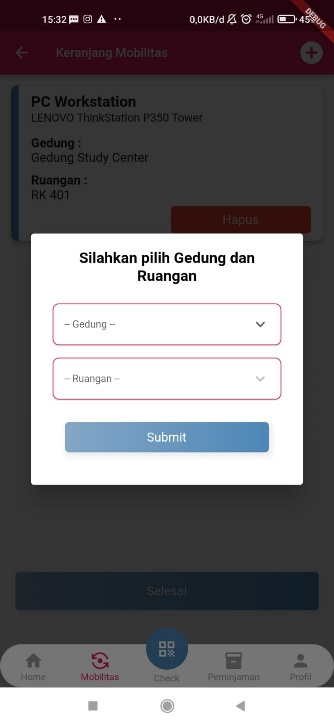 15:32
0,0KB/d
4G
45
DEBUG
Keranjang Mobilitas
PC Workstation
LENOVO ThinkStation P350 Tower
Gedung :
Gedung Study Center
Ruangan :
RK 401
Hapus
Silahkan pilih Gedung dan
Ruangan
-- Gedung --
-- Ruangan --
Submit
Selesai
Home
Mobilitas
Check
Peminjaman
Profil